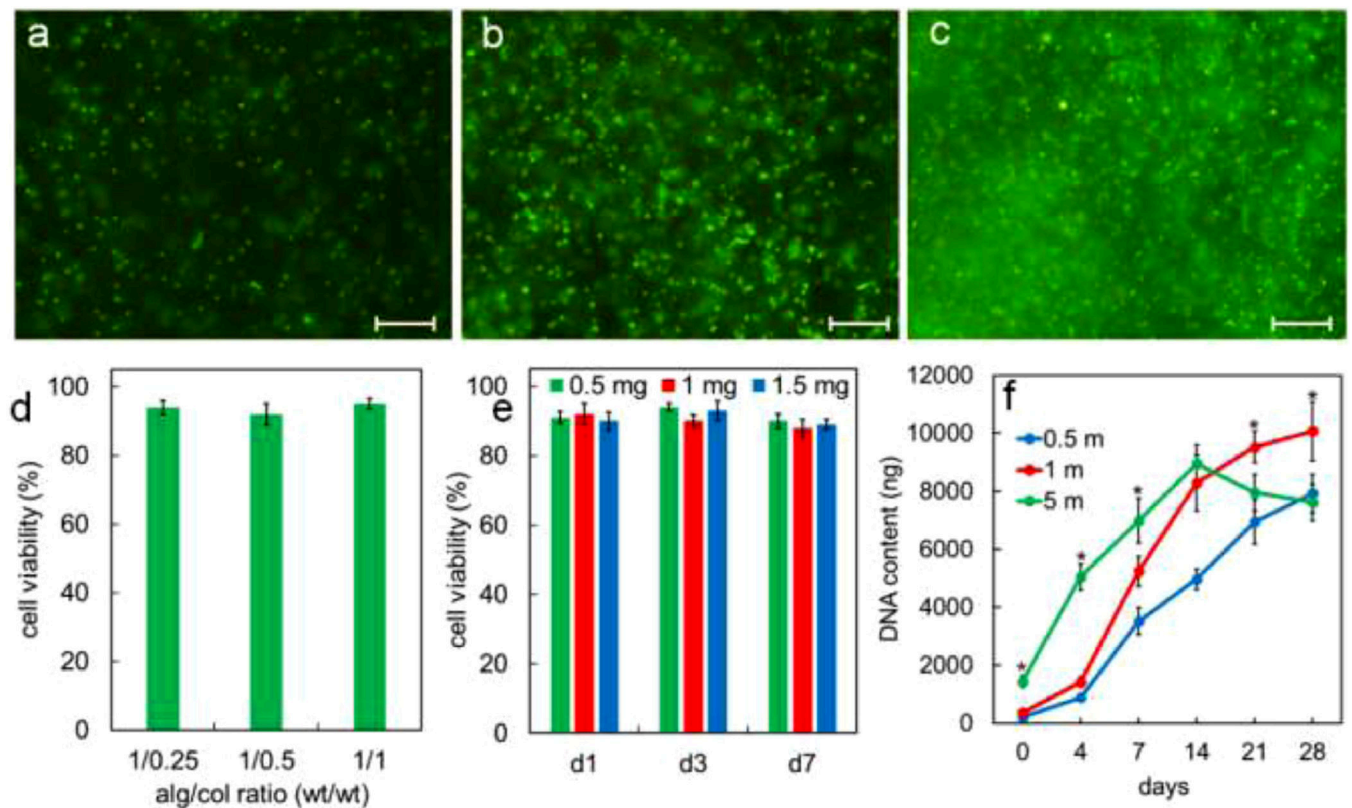 a
b
c
d
100
80
60
40
20
0
cell viability (%)
1/0.25 1/0.5 1/1
alg/col ratio (wt/wt)
e
0.5 mg 1 mg 1.5 mg
100
80
60
40
20
0
cell viability (%)
d1 d3 d7
f
0.5 m
1 m
5 m
12000
10000
8000
6000
4000
2000
0
DNA content (ng)
* * * * *
0 4 7 14 21 28
days